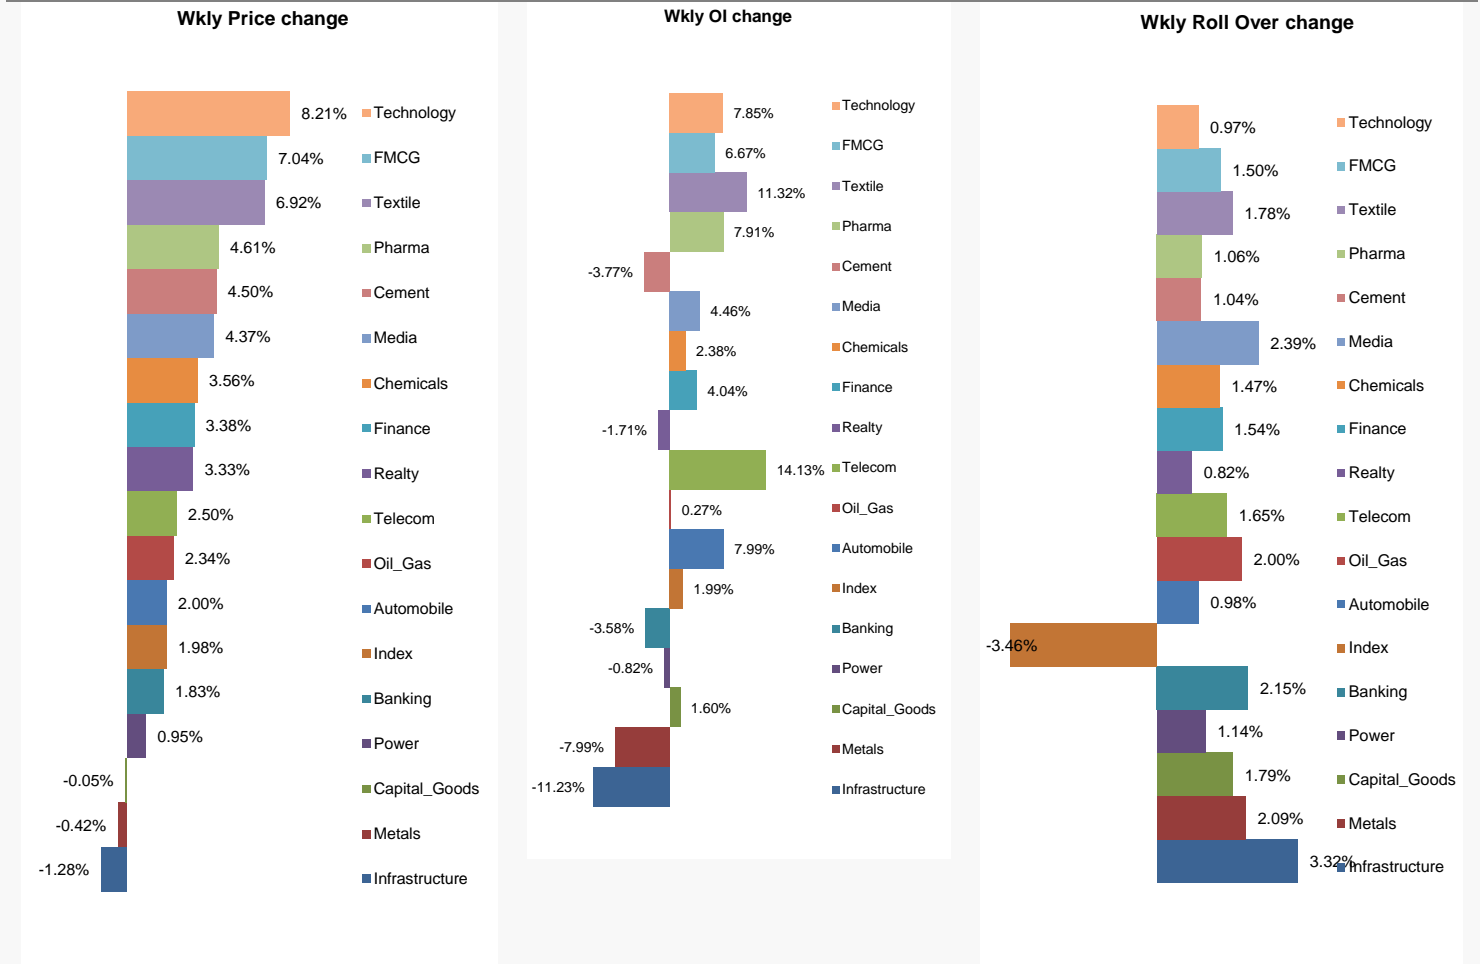 Wkly Price change
8.21% Technology
7.04% FMCG
6.92% Textile
4.61% Pharma
4.50% Cement
4.37% Media
3.56% Chemicals
3.38% Finance
3.33% Realty
2.50% Telecom
2.34% Oil_Gas
2.00% Automobile
1.98% Index
1.83% Banking
0.95% Power
-0.05% Capital_Goods
-0.42% Metals
-1.28% Infrastructure
Wkly OI change
7.85% Technology
6.67% FMCG
11.32% Textile
7.91% Pharma
-3.77% Cement
4.46% Media
2.38% Chemicals
4.04% Finance
-1.71% Realty
14.13% Telecom
0.27% Oil_Gas
7.99% Automobile
1.99% Index
-3.58% Banking
-0.82% Power
1.60% Capital_Goods
-7.99% Metals
-11.23% Infrastructure
Wkly Roll Over change
0.97% Technology
1.50% FMCG
1.78% Textile
1.06% Pharma
1.04% Cement
2.39% Media
1.47% Chemicals
1.54% Finance
0.82% Realty
1.65% Telecom
2.00% Oil_Gas
0.98% Automobile
-3.46% Index
2.15% Banking
1.14% Power
1.79% Capital_Goods
2.09% Metals
3.32% Infrastructure